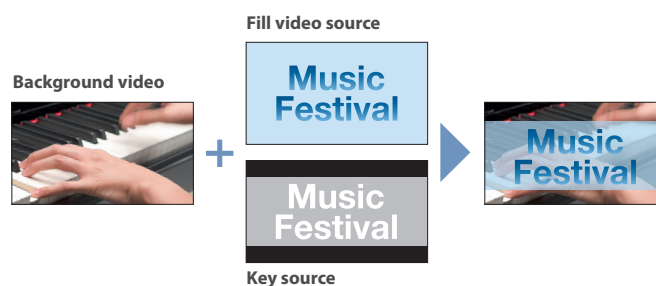 Fill video source
Background video
Music
Festival
+
Music
Festival
Key source
Music
Festival